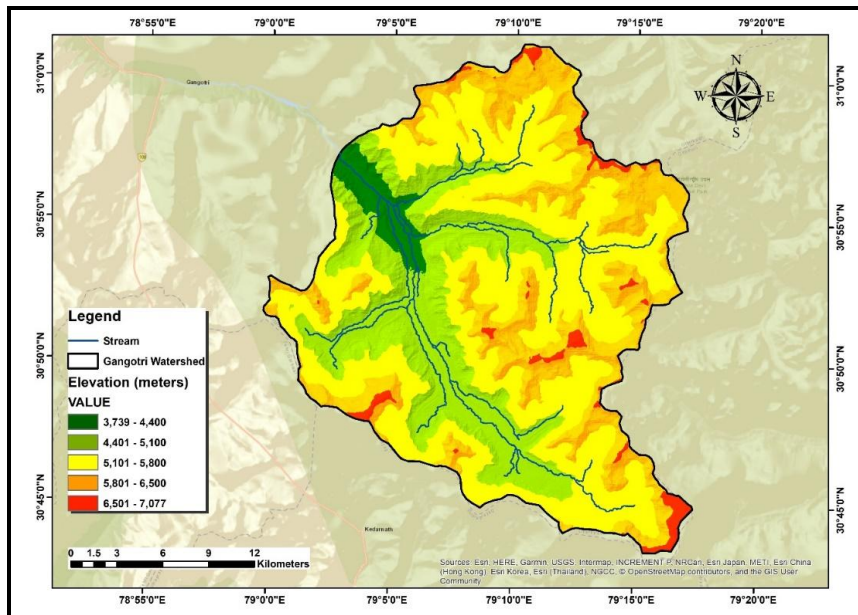 78°55'0"E 79°0'0"E 79°5'0"E 79°10'0"E 79°15'0"E 79°20'0"E
31°0'0"N
31°0'0"N
Gangotri
N
W E
S
30°55'0"N
30°55'0"N
Legend
Stream
Gangotri Watershed
Elevation (meters)
VALUE
3,739 - 4,400
4,401 - 5,100
5,101 - 5,800
5,801 - 6,500
6,501 - 7,077
30°50'0"N
30°50'0"N
30°45'0"N
30°45'0"N
Kedarnath
0 1.5 3 6 9 12
Kilometers
Sources: Esri, HERE, Garmin, USGS, Intermap, INCREMENT P, NRCan, Esri Japan, METI, Esri China
(Hong Kong), Esri Korea, Esri (Thailand), NGCC, © OpenStreetMap contributors, and the GIS User
Community
78°55'0"E 79°0'0"E 79°5'0"E 79°10'0"E 79°15'0"E 79°20'0"E